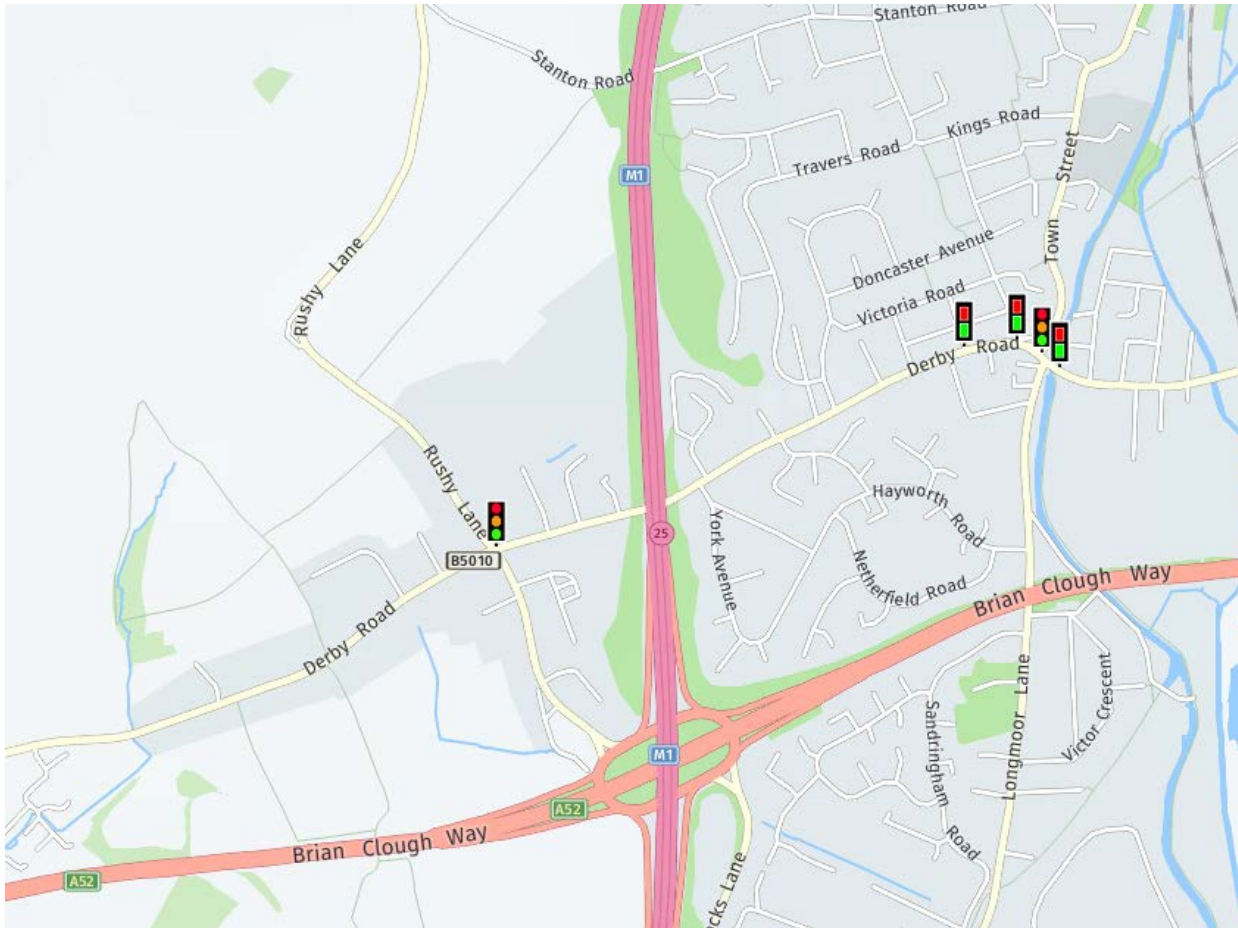 Stanton Road
Stanton Road
Kings Road
Travers Road
M1
Town Street
Rushy Lane
Doncaster Avenue
Victoria Road
Derby Road
Rushy Lane
Hayworth Road
25
York Avenue
B5010
Netherfield Road
Brian Clough Way
Derby Road
Longmoor Lane
Victor Crescent
Sandringham Road
M1
A52
Brian Clough Way
A52
cks Lane